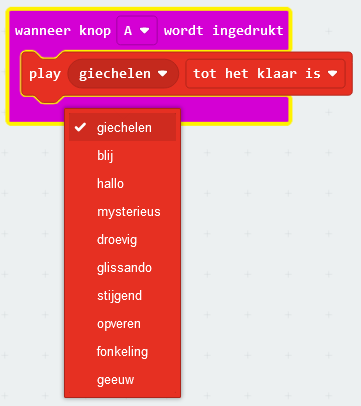 wanneer knop A wordt ingedrukt
play giechelen tot het klaar is
giechelen
blij
hallo
mysterieus
droevig
glissando
stijgend
opveren
fonkeling
geeuw